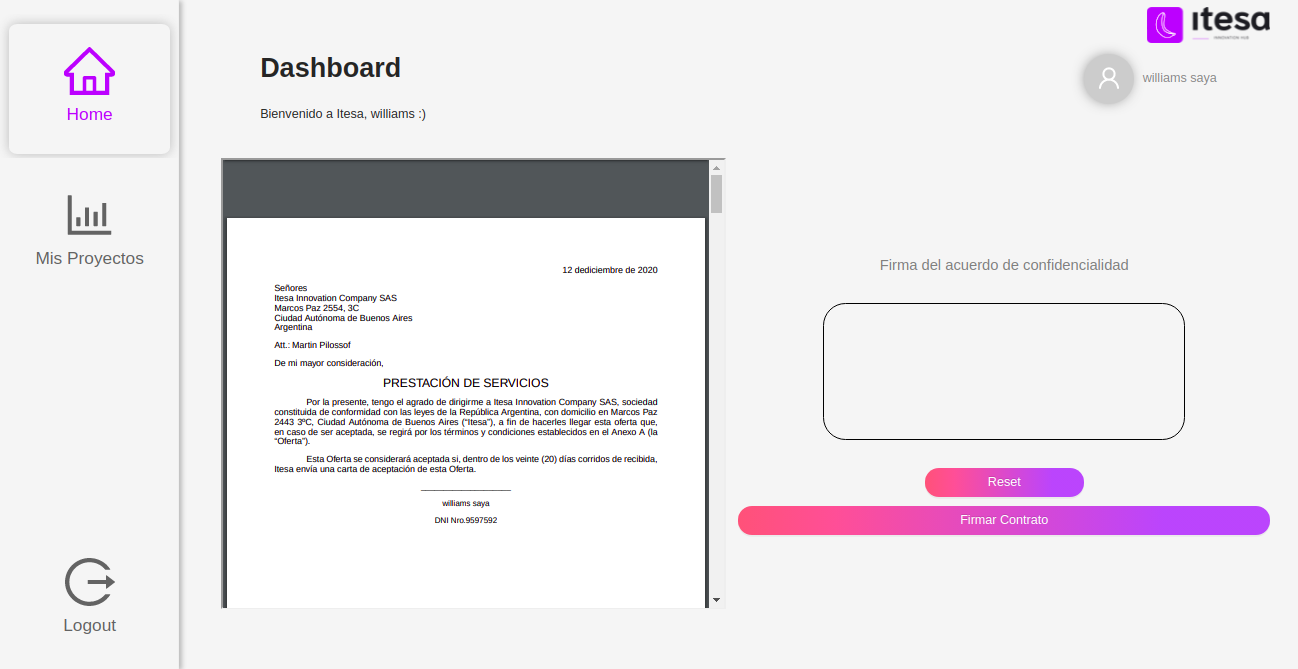 itesa
INNOVATION HUB
Home
Mis Proyectos
Logout
Dashboard
Bienvenido a Itesa, williams :)
williams saya
12 dediciembre de 2020
Señores
Itesa Innovation Company SAS
Marcos Paz 2554, 3C
Ciudad Autónoma de Buenos Aires
Argentina
Att.: Martin Pilossof
De mi mayor consideración,
PRESTACIÓN DE SERVICIOS
Por la presente, tengo el agrado de dirigirme a Itesa Innovation Company SAS, sociedad
constituida de conformidad con las leyes de la República Argentina, con domicilio en Marcos Paz
2443 3ºC, Ciudad Autónoma de Buenos Aires (“Itesa”), a fin de hacerles llegar esta oferta que,
en caso de ser aceptada, se regirá por los términos y condiciones establecidos en el Anexo A (la
“Oferta”).
Esta Oferta se considerará aceptada si, dentro de los veinte (20) días corridos de recibida,
Itesa envía una carta de aceptación de esta Oferta.
williams saya
DNI Nro.9597592
Firma del acuerdo de confidencialidad
Reset
Firmar Contrato